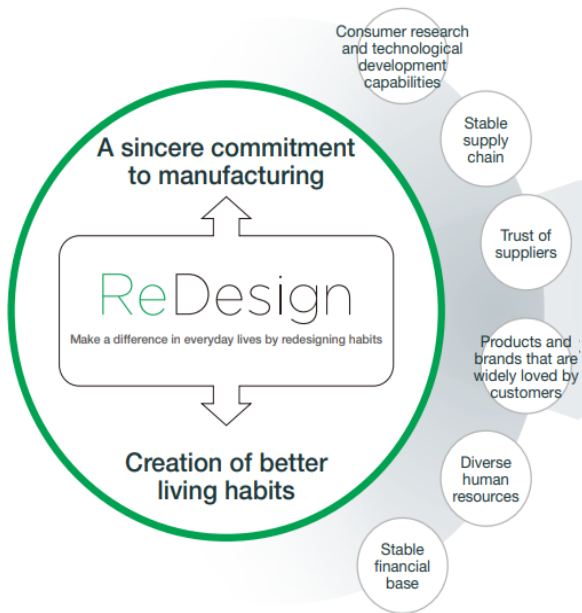 Consumer research
and technological
development
capabilities
Stable
supply
chain
Trust of
suppliers
Products and
brands that are
widely loved by
customers
Diverse
human
resources
Stable
financial
base
A sincere commitment
to manufacturing
ReDesign
Make a difference in everyday lives by redesigning habits
Creation of better
living habits